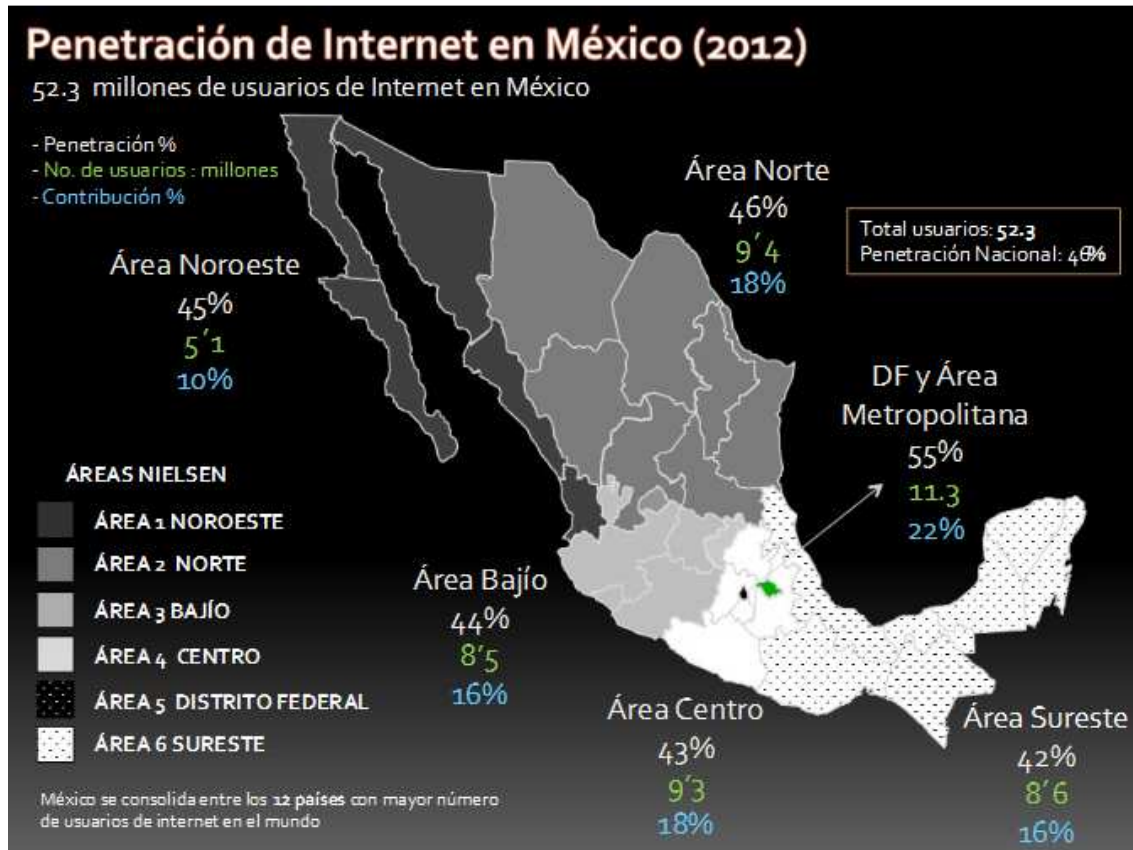 Penetración de Internet en México (2012)
52.3 millones de usuarios de Internet en México
- Penetración %
- No. de usuarios : millones
- Contribución %
Área Norte
46%
9´4
18%
Total usuarios: 52.3
Penetración Nacional: 46%
Área Noroeste
45%
5´1
10%
DF y Área
Metropolitana
55%
11.3
22%
ÁREAS NIELSEN
ÁREA 1 NOROESTE
ÁREA 2 NORTE
ÁREA 3 BAJÍO
ÁREA 4 CENTRO
ÁREA 5 DISTRITO FEDERAL
ÁREA 6 SURESTE
Área Bajío
44%
8’5
16%
Área Centro
43%
9’3
18%
Área Sureste
42%
8´6
16%
México se consolida entre los 12 países con mayor número
de usuarios de internet en el mundo